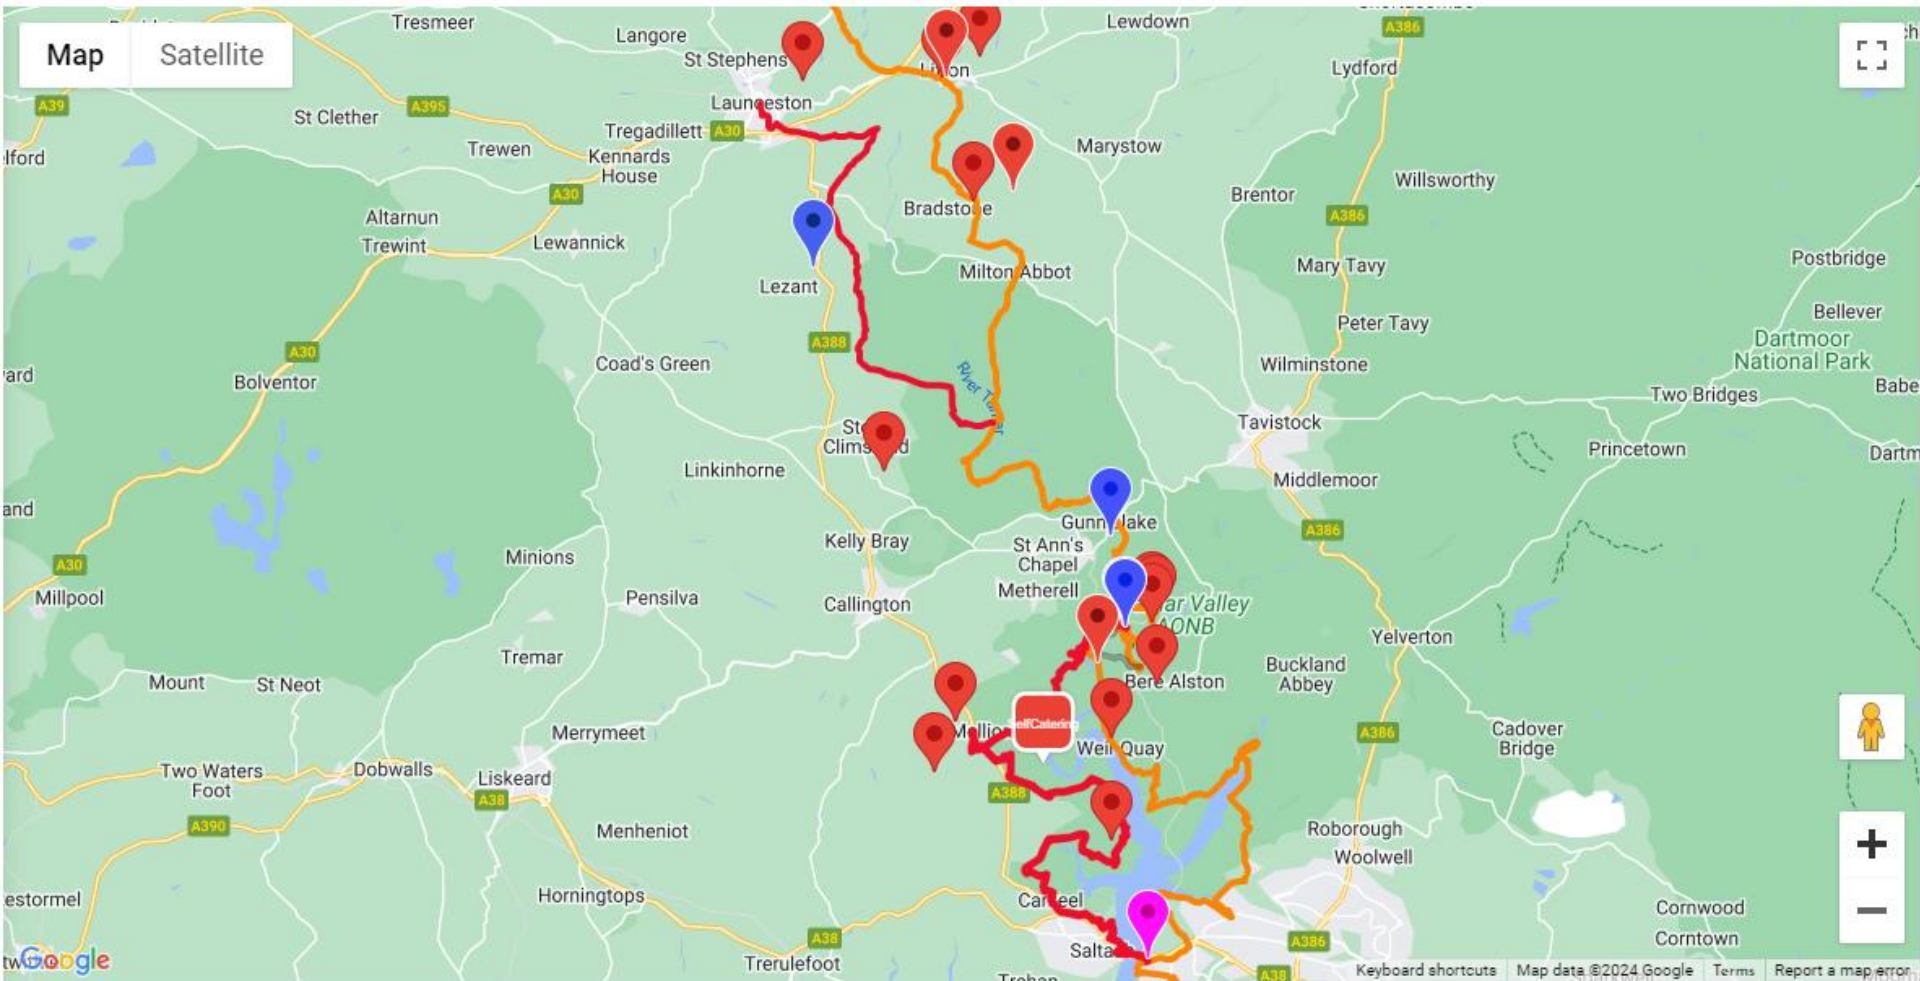 Tresmeer
Langore
Lewdown
A386
Map
Satellite
St Stephens
Lydford
A39
A395
Launceston
St Clether
Tregadillett
A30
Marystow
Trewen
Kennards
House
A30
Brentor
Willsworthy
Bradstone
Altarnun
Trewint
Lewannick
A386
Milton Abbot
Mary Tavy
Postbridge
Lezant
Bellever
Peter Tavy
A388
Dartmoor
National Park
A30
Coad's Green
Wilminstone
Bolventor
Two Bridges
Tavistock
Princetown
Linkinhorne
Middlemoor
Gunnislake
A386
Kelly Bray
St Ann's
Chapel
Minions
A30
Metherell
Millpool
Pensilva
Callington
AONB
Yelverton
Tremar
Buckland
Abbey
Mount
St Neot
Bere Alston
SelfCatering
Merrymeet
Weir Quay
A386
Cadover
Bridge
Two Waters
Foot
Dobwalls
Liskeard
A38
A388
A390
Menheniot
Roborough
Woolwell
Horningtops
Cornwood
A38
A386
Corntown
Google
Trerulefoot
A38
Keyboard shortcuts
Map data ©2024 Google
Terms
Report a map error